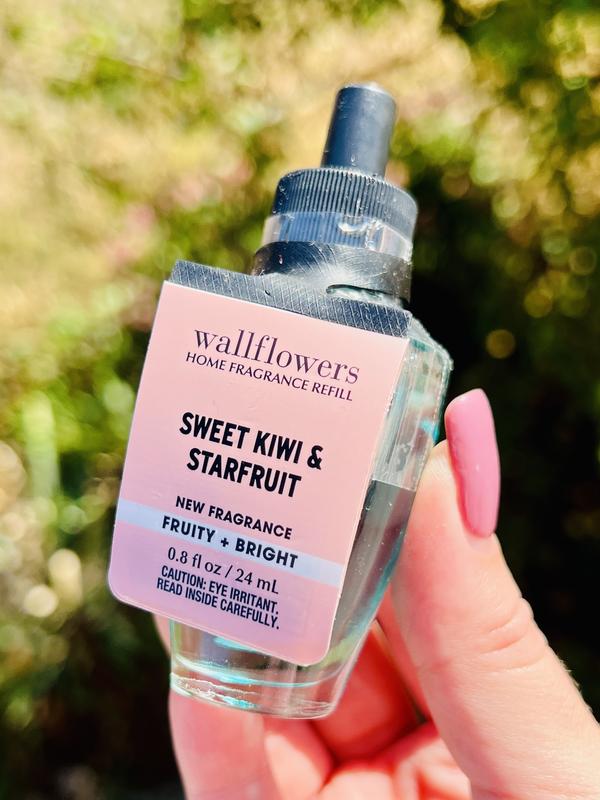 wallflowers
HOME FRAGRANCE REFILL
SWEET KIWI &
STARFRUIT
NEW FRAGRANCE
FRUITY + BRIGHT
0.8 fl oz / 24 mL
CAUTION: EYE IRRITANT.
READ INSIDE CAREFULLY.